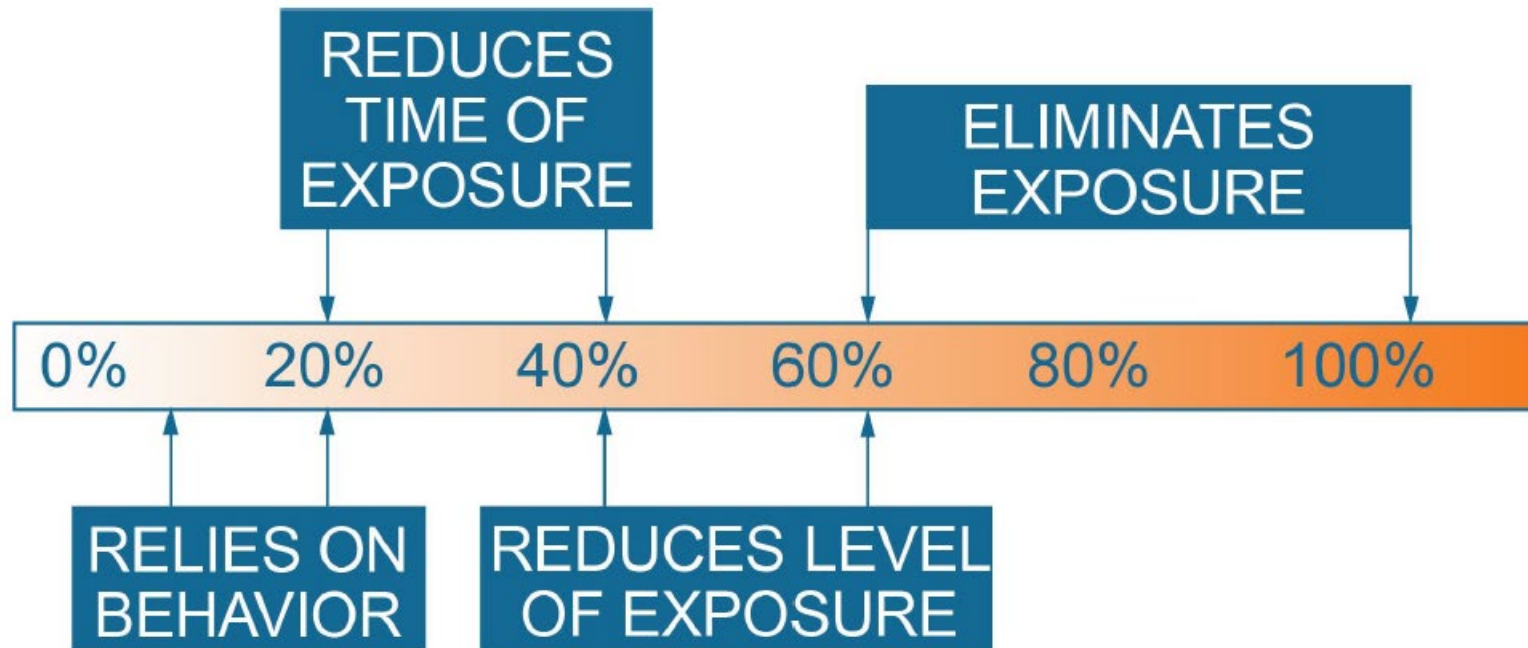 REDUCES
TIME OF
EXPOSURE
ELIMINATES
EXPOSURE
0% 20% 40% 60% 80% 100%
RELIES ON
BEHAVIOR
REDUCES LEVEL
OF EXPOSURE